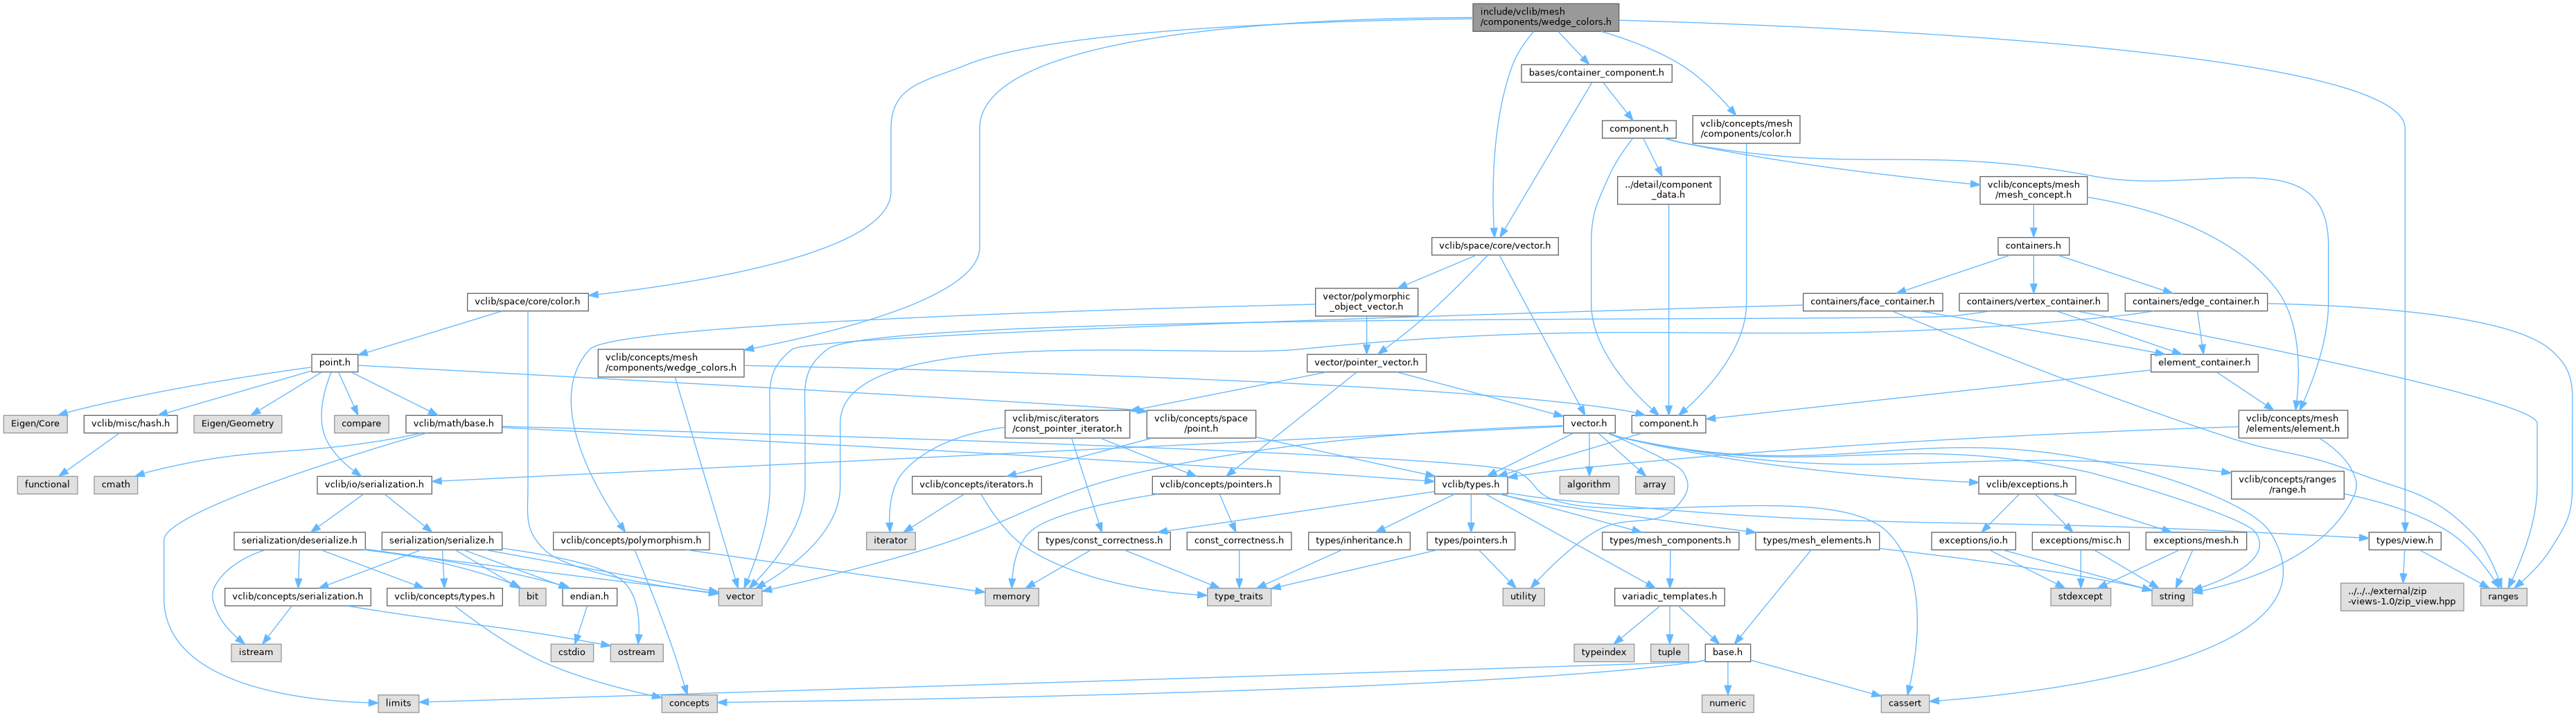 include/vclib/mesh
/components/wedge_colors.h
bases/container_component.h
component.h
vclib/concepts/mesh
/components/color.h
../detail/component
_data.h
vclib/concepts/mesh
/mesh_concept.h
vclib/space/core/vector.h
containers.h
vclib/space/core/color.h
vector/polymorphic
_object_vector.h
containers/face_container.h
containers/vertex_container.h
containers/edge_container.h
point.h
vclib/concepts/mesh
/components/wedge_colors.h
vector/pointer_vector.h
element_container.h
Eigen/Core
vclib/misc/hash.h
Eigen/Geometry
compare
vclib/math/base.h
vclib/misc/iterators
/const_pointer_iterator.h
vclib/concepts/space
/point.h
vector.h
component.h
vclib/concepts/mesh
/elements/element.h
functional
cmath
vclib/io/serialization.h
vclib/concepts/iterators.h
vclib/concepts/pointers.h
vclib/types.h
algorithm
array
vclib/exceptions.h
vclib/concepts/ranges
/range.h
serialization/deserialize.h
serialization/serialize.h
vclib/concepts/polymorphism.h
iterator
types/const_correctness.h
const_correctness.h
types/inheritance.h
types/pointers.h
types/mesh_components.h
types/mesh_elements.h
exceptions/io.h
exceptions/misc.h
exceptions/mesh.h
types/view.h
vclib/concepts/serialization.h
vclib/concepts/types.h
bit
endian.h
vector
memory
type_traits
utility
variadic_templates.h
stdexcept
string
../../../external/zip
-views-1.0/zip_view.hpp
ranges
istream
cstdio
ostream
typeindex
tuple
base.h
limits
concepts
numeric
cassert